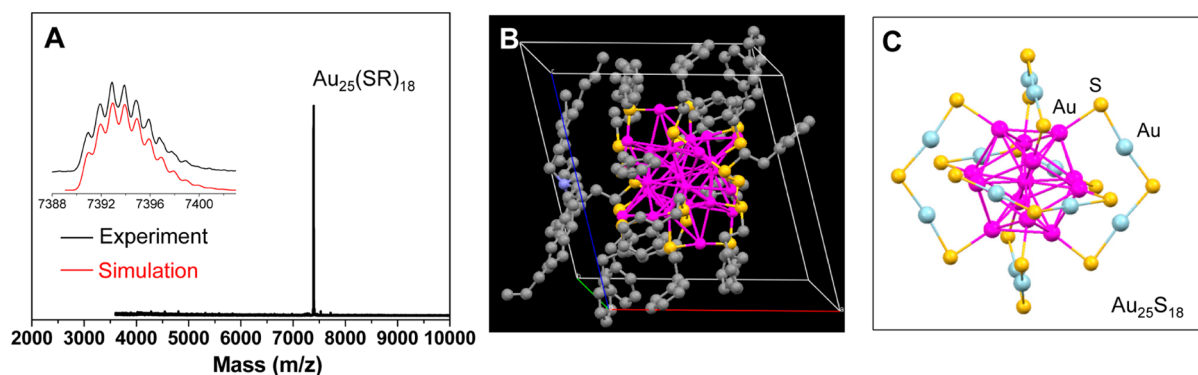 A
Au25(SR)18
7388 7392 7396 7400
Experiment
Simulation
2000 3000 4000 5000 6000 7000 8000 9000 10000
Mass (m/z)
B
C
S
Au
Au
Au25S18